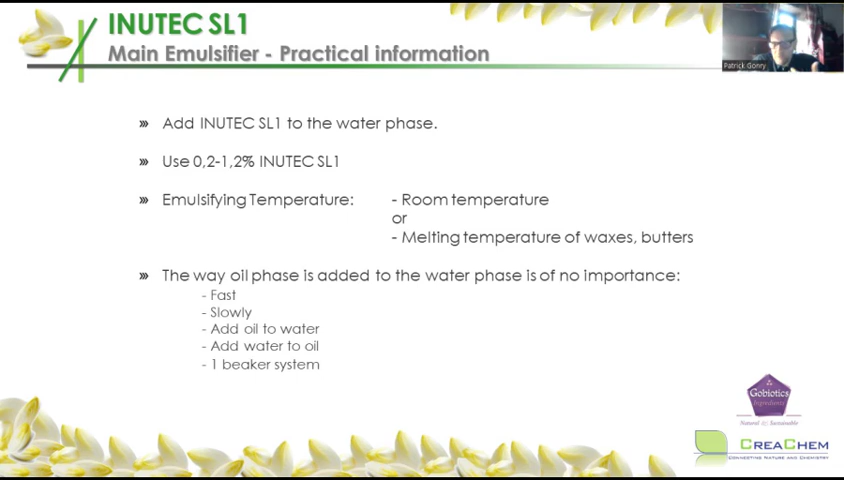 INUTEC SL1
Main Emulsifier - Practical information
Patrick Gonry
››› Add INUTEC SL1 to the water phase.
››› Use 0,2-1,2% INUTEC SL1
››› Emulsifying Temperature: - Room temperature
or
- Melting temperature of waxes, butters
››› The way oil phase is added to the water phase is of no importance:
- Fast
- Slowly
- Add oil to water
- Add water to oil
- 1 beaker system
Gobiotics
Ingredients
Natural & Sustainable
CREACHEM
CONNECTING NATURE AND CHEMISTRY